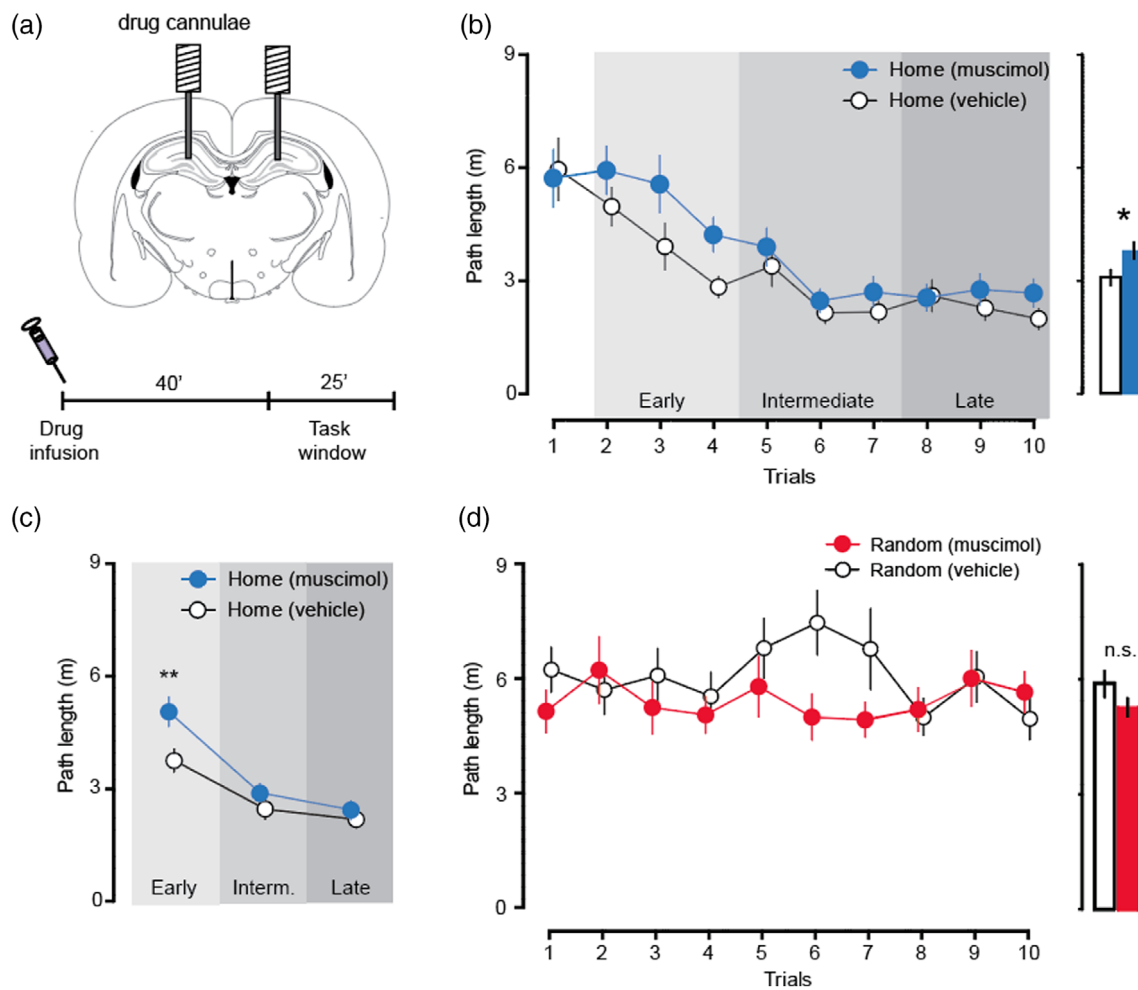 (a)
drug cannulae
40’
25’
Drug
infusion
Task
window
(b)
9
6
3
0
Path length (m)
Home (muscimol)
Home (vehicle)
Early
Intermediate
Late
1 2 3 4 5 6 7 8 9 10
Trials
*
(c)
9
6
3
0
Path length (m)
Home (muscimol)
Home (vehicle)
**
Early
Interm.
Late
(d)
9
6
3
0
Path length (m)
Random (muscimol)
Random (vehicle)
1 2 3 4 5 6 7 8 9 10
Trials
n.s.